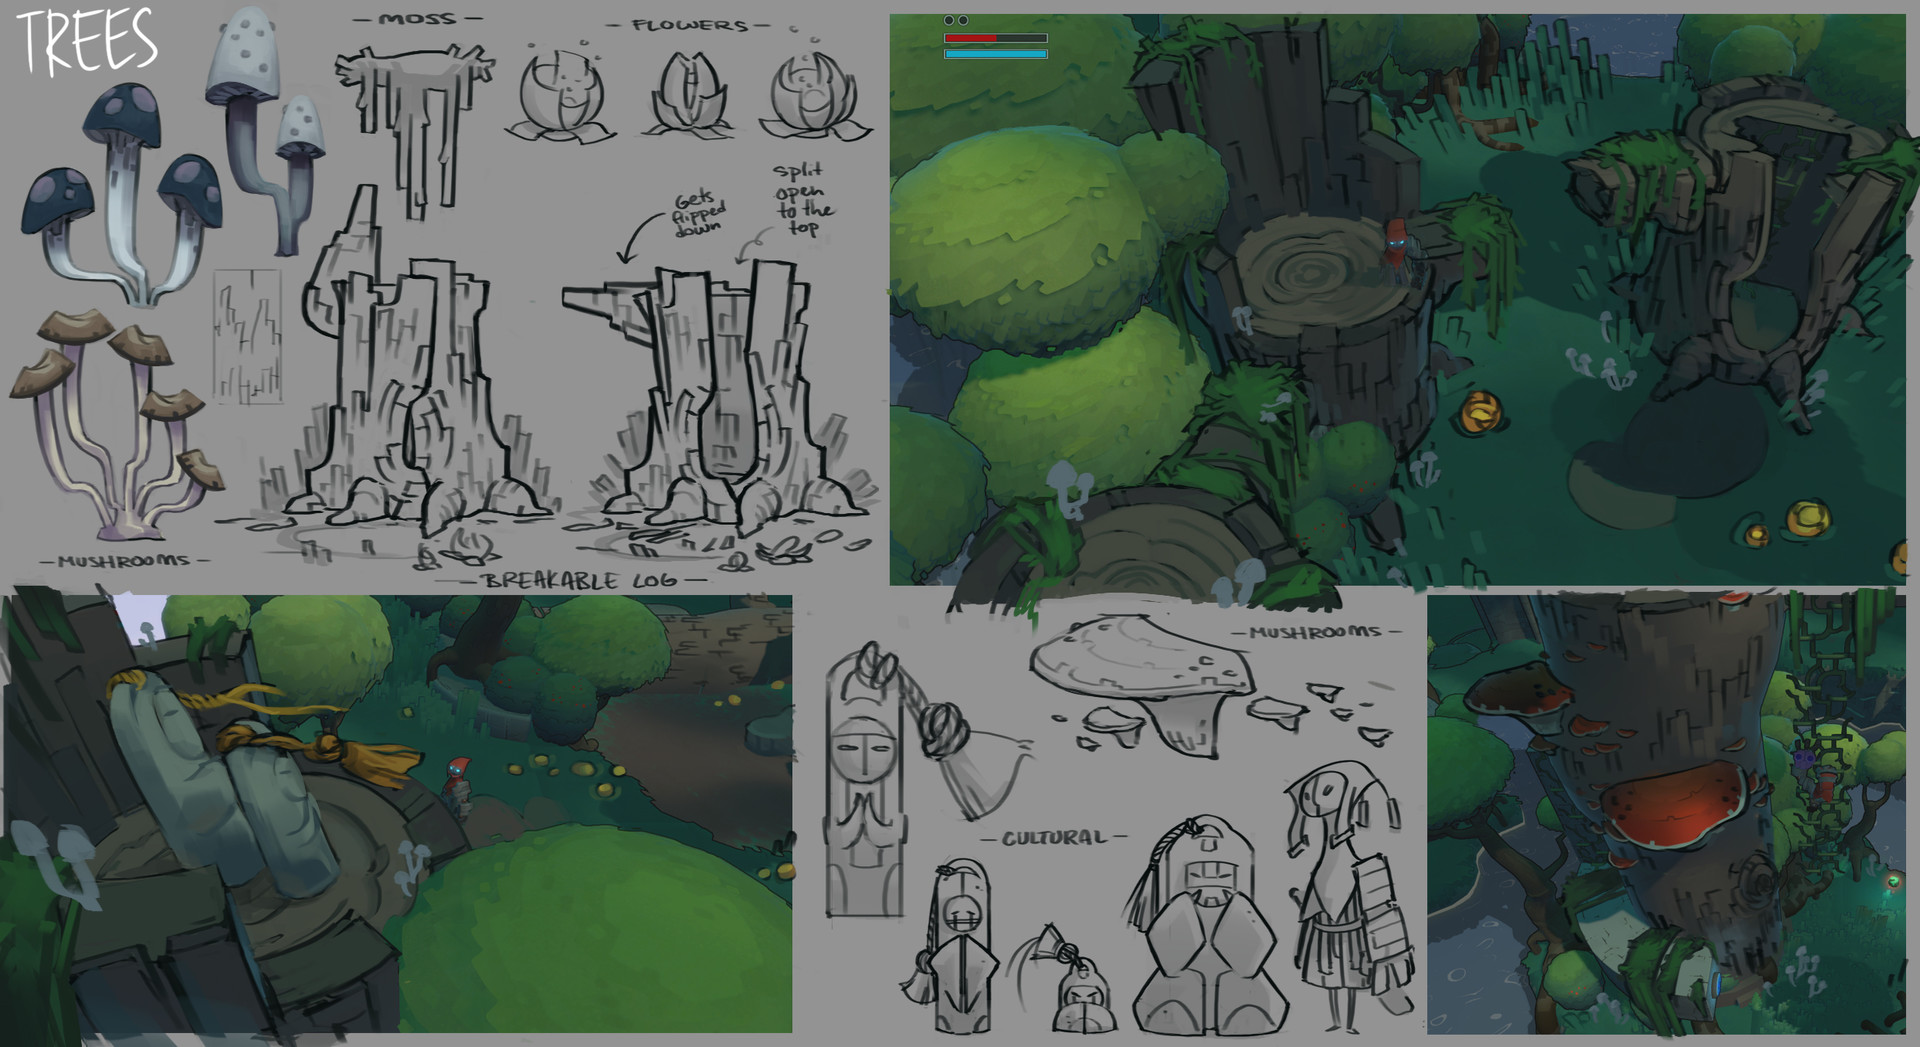 TREES
- MOSS -
- FLOWERS -
Gets
flipped
down
split
open
to the
top
- MUSHROOMS -
- BREAKABLE LOG -
- MUSHROOMS -
- CULTURAL -